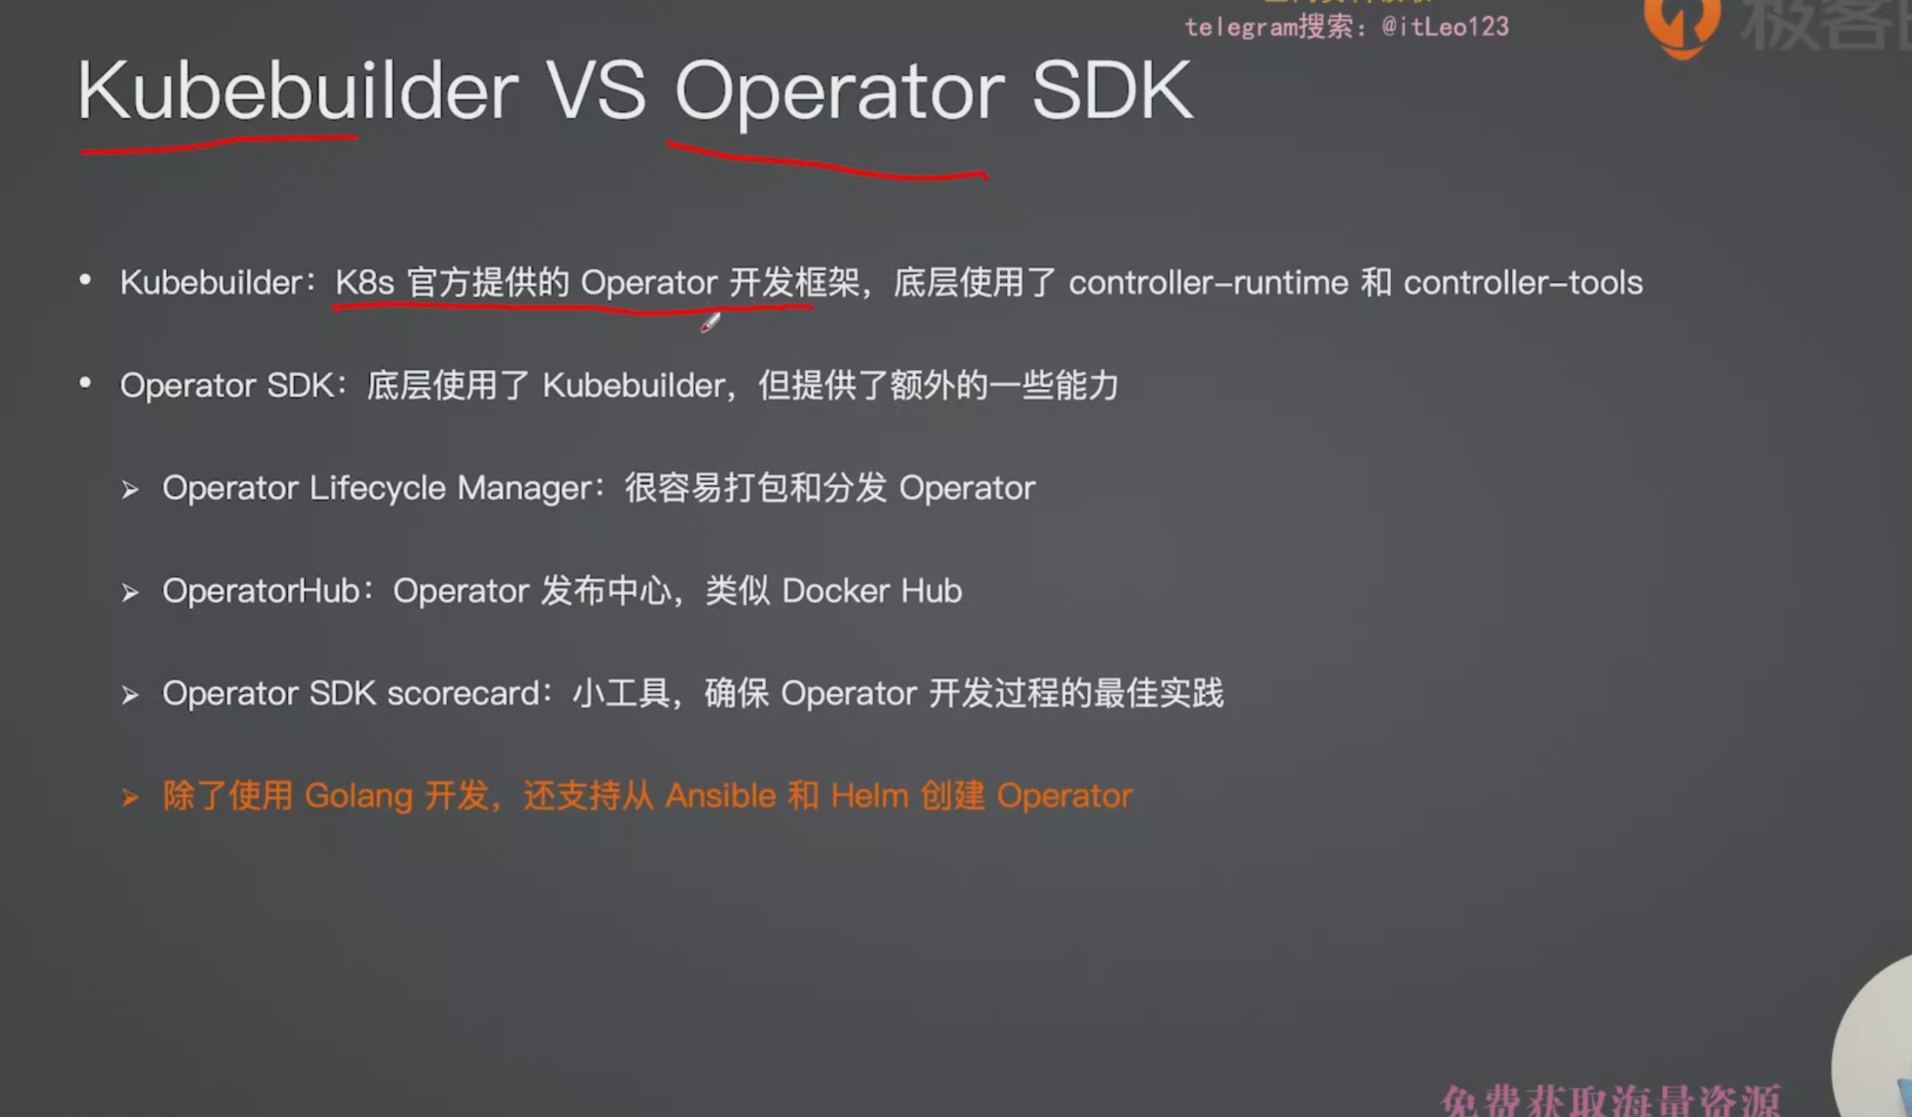 telegram搜索：@itLeo123
极客
Kubebuilder VS Operator SDK
• Kubebuilder：K8s 官方提供的 Operator 开发框架，底层使用了 controller-runtime 和 controller-tools
• Operator SDK：底层使用了 Kubebuilder，但提供了额外的一些能力
➢ Operator Lifecycle Manager：很容易打包和分发 Operator
➢ OperatorHub：Operator 发布中心，类似 Docker Hub
➢ Operator SDK scorecard：小工具，确保 Operator 开发过程的最佳实践
➢ 除了使用 Golang 开发，还支持从 Ansible 和 Helm 创建 Operator
免费获取海量资源